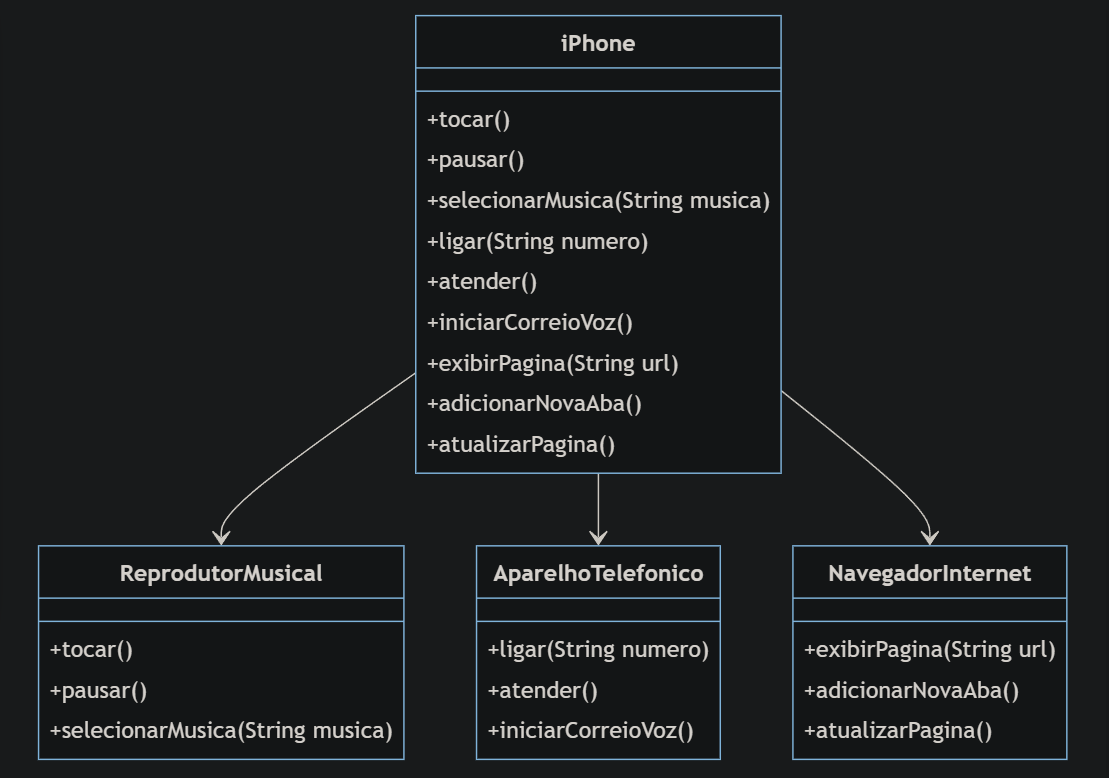 iPhone
+tocar()
+pausar()
+selecionarMusica(String musica)
+ligar(String numero)
+atender()
+iniciarCorreioVoz()
+exibirPagina(String url)
+adicionarNovaAba()
+atualizarPagina()
ReprodutorMusical
+tocar()
+pausar()
+selecionarMusica(String musica)
AparelhoTelefonico
+ligar(String numero)
+atender()
+iniciarCorreioVoz()
NavegadorInternet
+exibirPagina(String url)
+adicionarNovaAba()
+atualizarPagina()